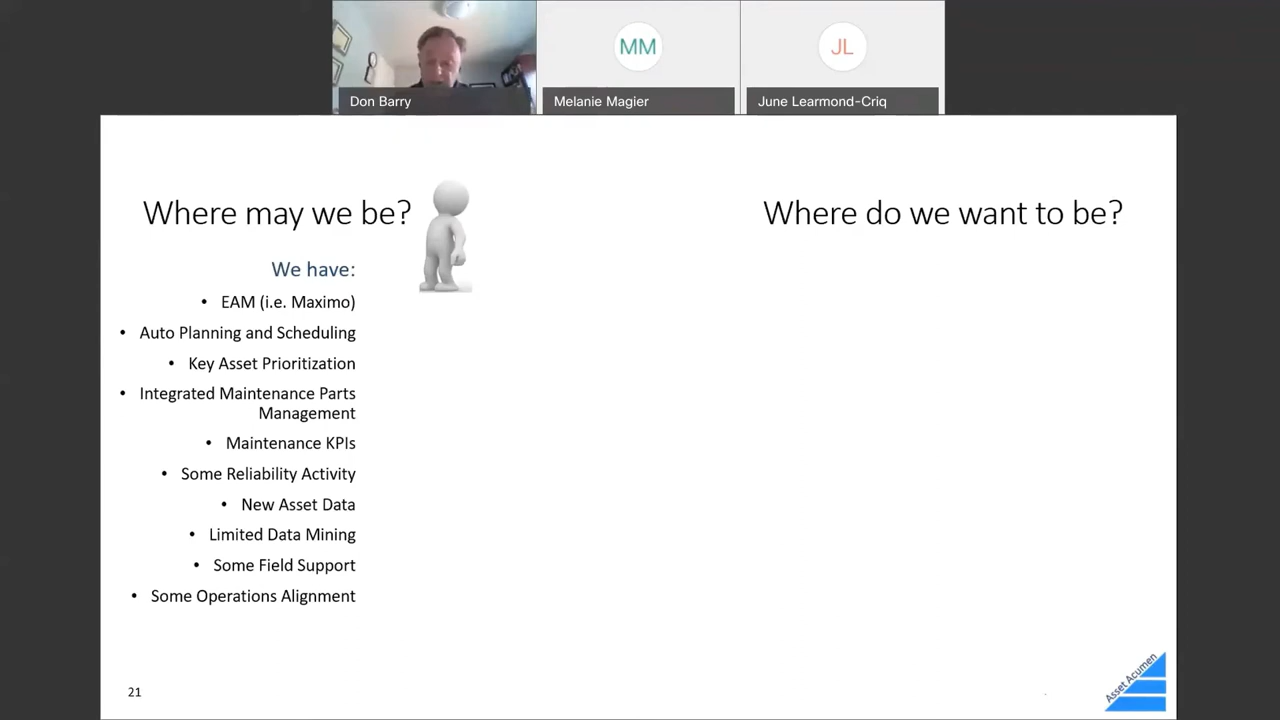 MM
JL
Don Barry
Melanie Magier
June Learmond-Criq
Where may we be?
Where do we want to be?
We have:
• EAM (i.e. Maximo)
• Auto Planning and Scheduling
• Key Asset Prioritization
• Integrated Maintenance Parts
Management
• Maintenance KPIs
• Some Reliability Activity
• New Asset Data
• Limited Data Mining
• Some Field Support
• Some Operations Alignment
21
Asset Acumen